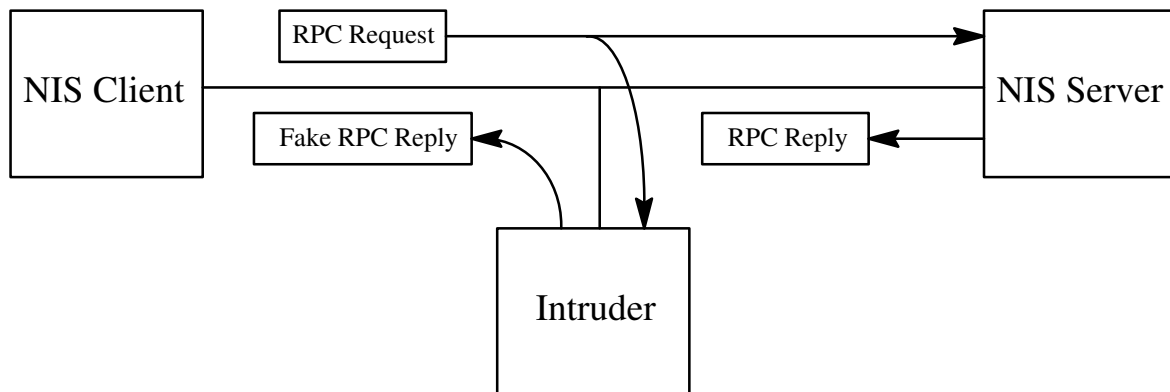 RPC Request
NIS Client
NIS Server
Fake RPC Reply
RPC Reply
Intruder